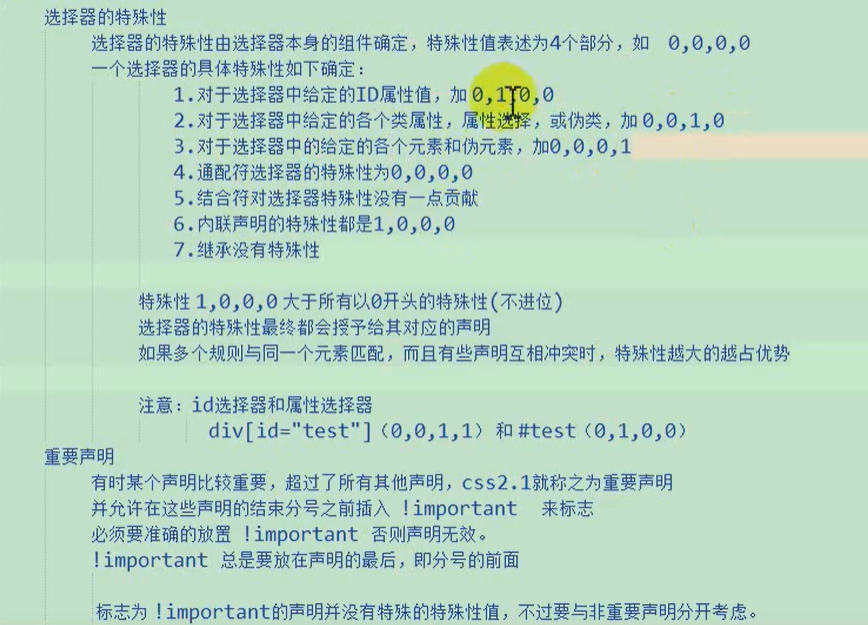 选择器的特殊性
选择器的特殊性由选择器本身的组件确定，特殊性值表述为4个部分，如 0,0,0,0
一个选择器的具体特殊性如下确定：
1.对于选择器中给定的ID属性值，加 0,1,0,0
2.对于选择器中给定的各个类属性，属性选择，或伪类，加 0,0,1,0
3.对于选择器中的给定的各个元素和伪元素，加0,0,0,1
4.通配符选择器的特殊性为0,0,0,0
5.结合符对选择器特殊性没有一点贡献
6.内联声明的特殊性都是1,0,0,0
7.继承没有特殊性
特殊性 1,0,0,0 大于所有以0开头的特殊性(不进位)
选择器的特殊性最终都会授予给其对应的声明
如果多个规则与同一个元素匹配，而且有些声明互相冲突时，特殊性越大的越占优势
注意：id选择器和属性选择器
div[id="test"]（0,0,1,1） 和 #test（0,1,0,0）
重要声明
有时某个声明比较重要，超过了所有其他声明，css2.1就称之为重要声明
并允许在这些声明的结束分号之前插入 !important 来标志
必须要准确的放置 !important 否则声明无效。
!important 总是要放在声明的最后，即分号的前面
标志为 !important的声明并没有特殊的特殊性值，不过要与非重要声明分开考虑。